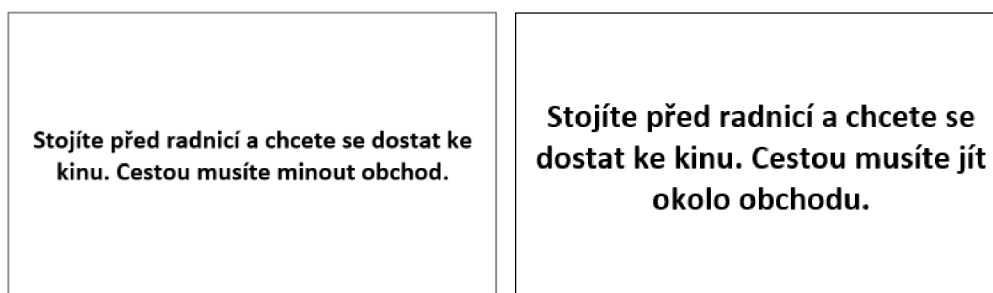 Stojíte před radnicí a chcete se dostat ke
kinu. Cestou musíte minout obchod.
Stojíte před radnicí a chcete se
dostat ke kinu. Cestou musíte jít
okolo obchodu.